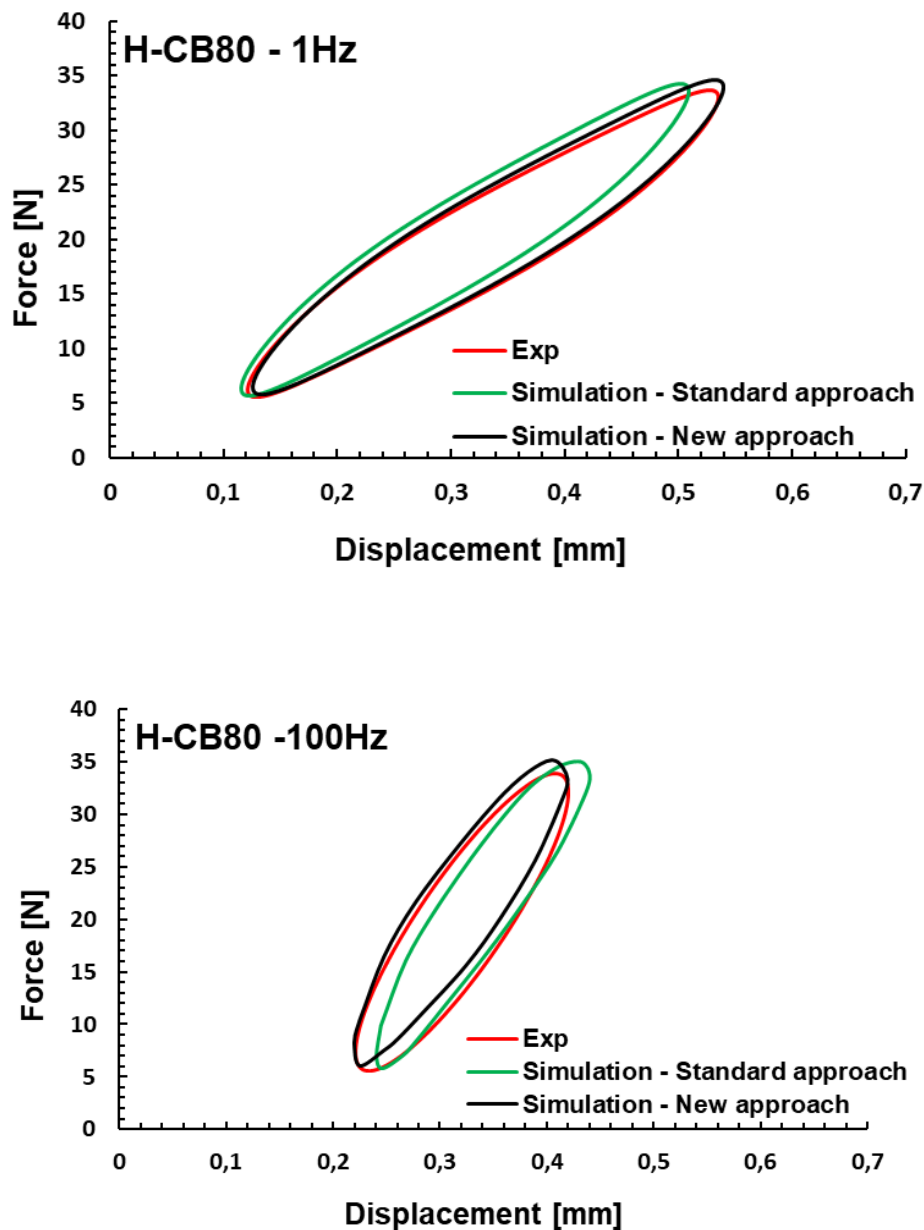 H-CB80 - 1Hz
40
35
30
25
20
15
10
5
0
Force [N]
Exp
Simulation - Standard approach
Simulation - New approach
0 0,1 0,2 0,3 0,4 0,5 0,6 0,7
Displacement [mm]
H-CB80 -100Hz
40
35
30
25
20
15
10
5
0
Force [N]
Exp
Simulation - Standard approach
Simulation - New approach
0 0,1 0,2 0,3 0,4 0,5 0,6 0,7
Displacement [mm]